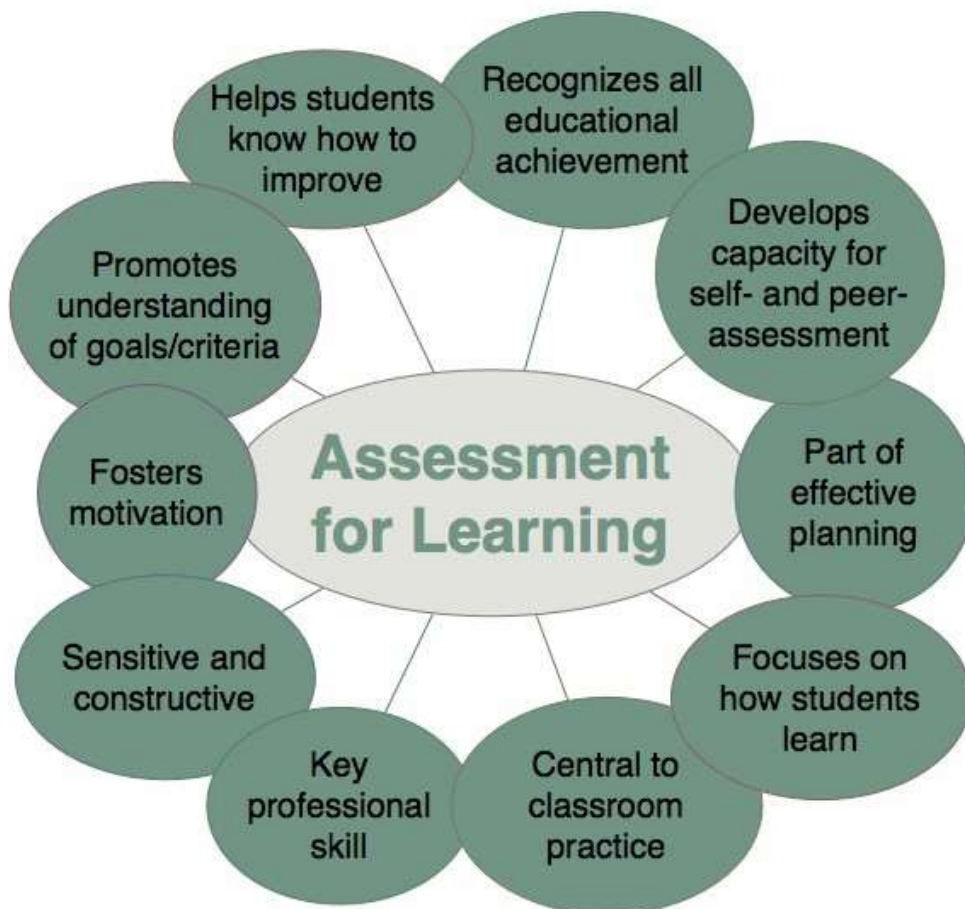 Assessment
for Learning
Recognizes all
educational
achievement
Develops
capacity for
self- and peer-
assessment
Part of
effective
planning
Focuses on
how students
learn
Central to
classroom
practice
Key
professional
skill
Sensitive and
constructive
Fosters
motivation
Promotes
understanding
of goals/criteria
Helps students
know how to
improve